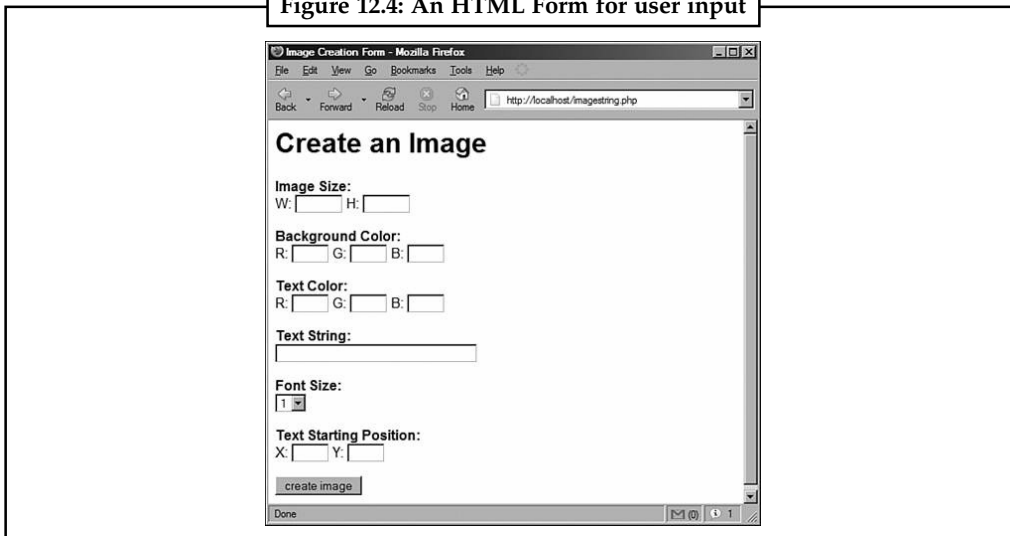 Figure 12.4: An HTML Form for user input
Image Creation Form - Mozilla Firefox
File Edit View Go Bookmarks Tools Help
Back Forward Reload Stop Home http://localhost/imagestring.php
Create an Image
Image Size:
W: H:
Background Color:
R: G: B:
Text Color:
R: G: B:
Text String:
Font Size:
1
Text Starting Position:
X: Y:
create image
Done (0) 1